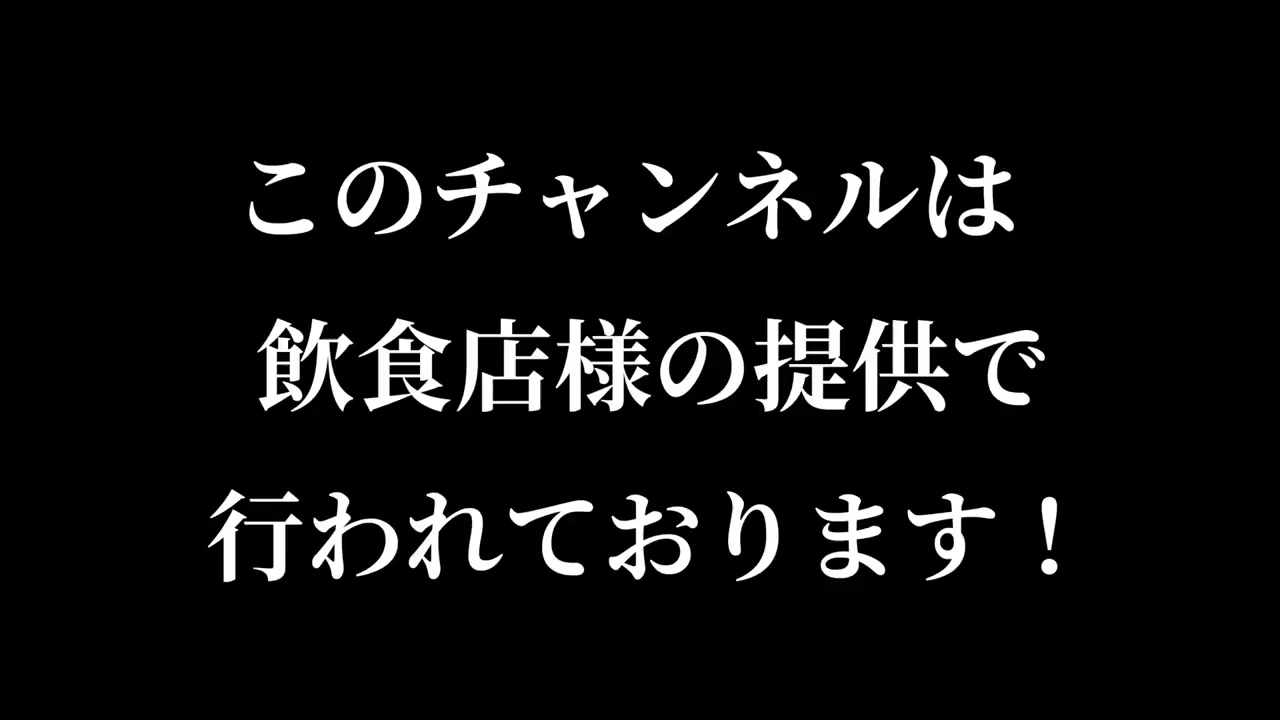 このチャンネルは
飲食店様の提供で
行われております！